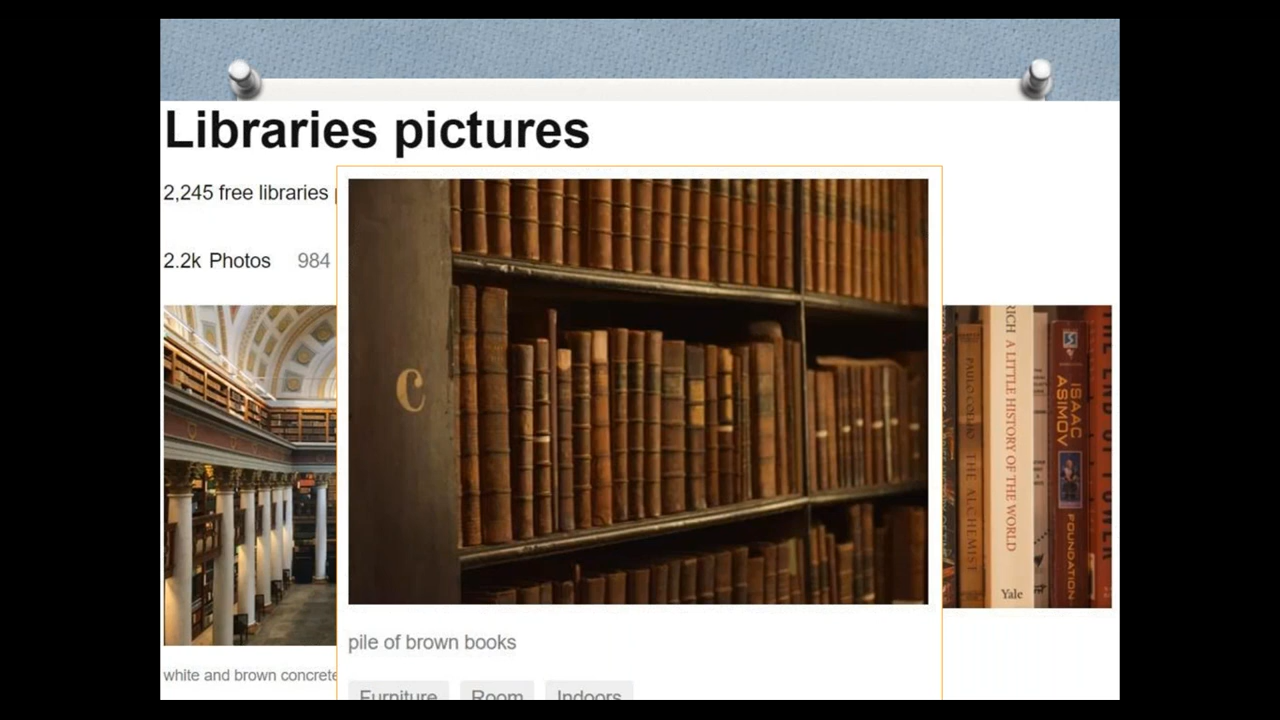 Libraries pictures
2,245 free libraries
2.2k Photos 984
C
RICH A LITTLE HISTORY OF THE WORLD
Yale
PAULO COELHO THE ALCHEMIST
ISAAC ASIMOV
FOUNDATION
THE END OF POWER
white and brown concrete
pile of brown books
Furniture Room Indoors